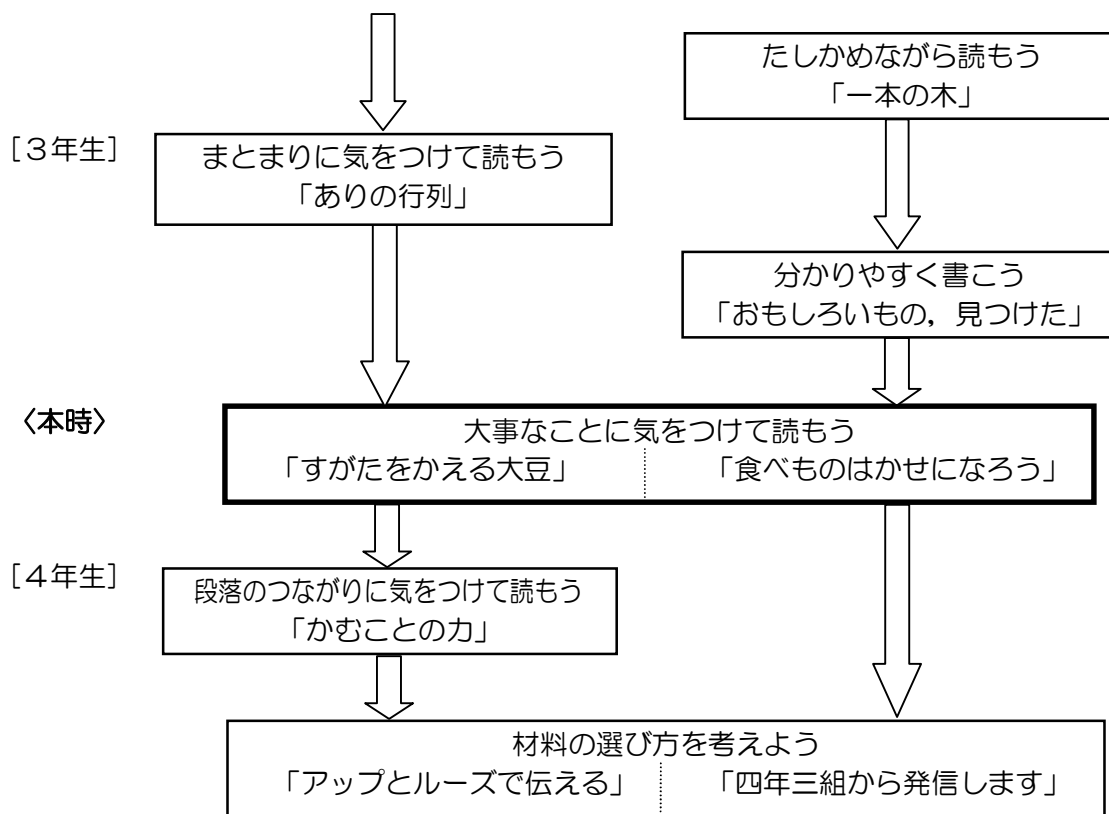 たしかめながら読もう
「一本の木」
[３年生]
まとまりに気をつけて読もう
「ありの行列」
分かりやすく書こう
「おもしろいもの，見つけた」
〈本時〉
大事なことに気をつけて読もう
「すがたをかえる大豆」 「食べものはかせになろう」
[４年生]
段落のつながりに気をつけて読もう
「かむことの力」
材料の選び方を考えよう
「アップとルーズで伝える」 「四年三組から発信します」